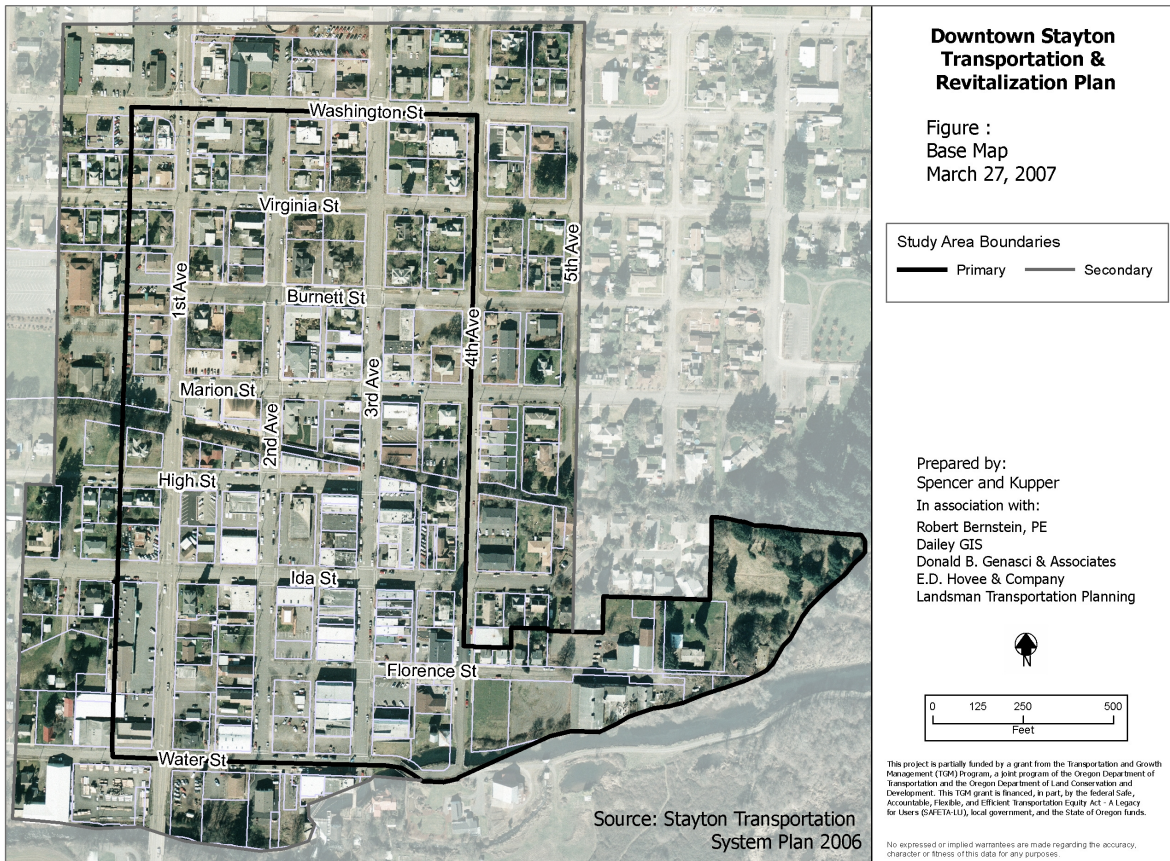 Washington St
Virginia St
5th Ave
1st Ave
Burnett St
4th Ave
3rd Ave
Marion St
2nd Ave
High St
Ida St
Florence St
Water St
Source: Stayton Transportation
System Plan 2006
Downtown Stayton
Transportation &
Revitalization Plan
Figure :
Base Map
March 27, 2007
Study Area Boundaries
Primary
Secondary
Prepared by:
Spencer and Kupper
In association with:
Robert Bernstein, PE
Dailey GIS
Donald B. Genasci & Associates
E.D. Hovee & Company
Landsman Transportation Planning
N
0 125 250 500
Feet
This project is partially funded by a grant from the Transportation and Growth
Management (TGM) Program, a joint program of the Oregon Department of
Transportation and the Oregon Department of Land Conservation and
Development. This TGM grant is financed, in part, by the federal Safe,
Accountable, Flexible, and Efficient Transportation Equity Act - A Legacy
for Users (SAFETA-LU), local government, and the State of Oregon funds.
No expressed or implied warrantees are made regarding the accuracy,
character or fitness of this data for any purposes.